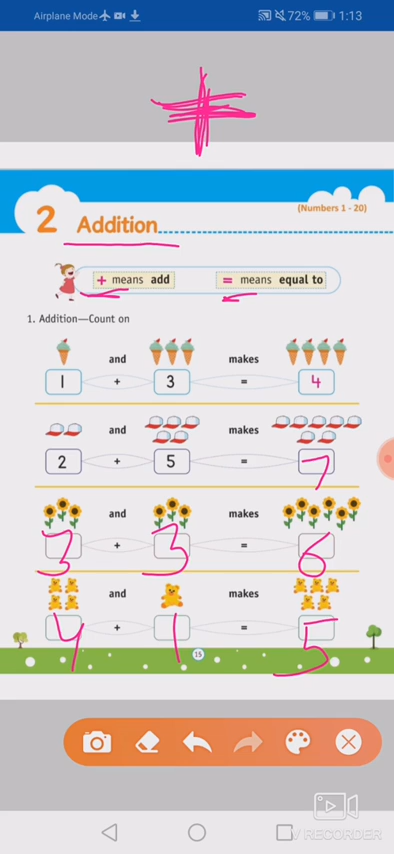 Airplane Mode 72% 1:13
+
(Numbers 1 - 20)
2 Addition
+ means add = means equal to
1. Addition—Count on
and makes
1 + 3 = 4
and makes
2 + 5 = 7
and makes
3 + 3 = 6
and makes
4 + 1 = 5
15
V RECORDER